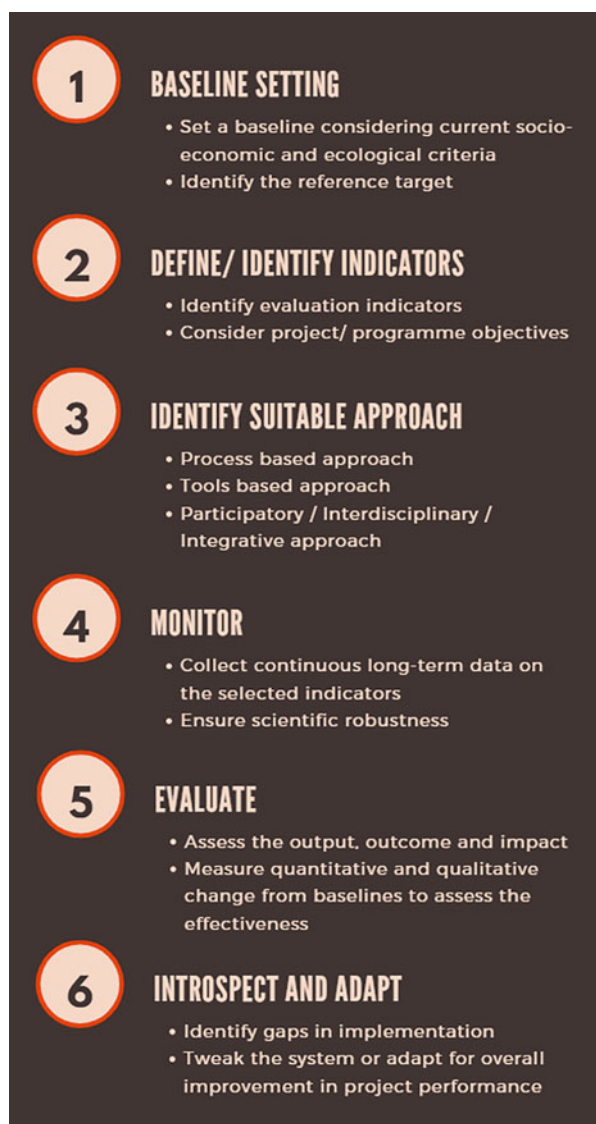 1
BASELINE SETTING
• Set a baseline considering current socio-
economic and ecological criteria
• Identify the reference target
2
DEFINE/ IDENTIFY INDICATORS
• Identify evaluation indicators
• Consider project/ programme objectives
3
IDENTIFY SUITABLE APPROACH
• Process based approach
• Tools based approach
• Participatory / Interdisciplinary /
Integrative approach
4
MONITOR
• Collect continuous long-term data on
the selected indicators
• Ensure scientific robustness
5
EVALUATE
• Assess the output, outcome and impact
• Measure quantitative and qualitative
change from baselines to assess the
effectiveness
6
INTROSPECT AND ADAPT
• Identify gaps in implementation
• Tweak the system or adapt for overall
improvement in project performance